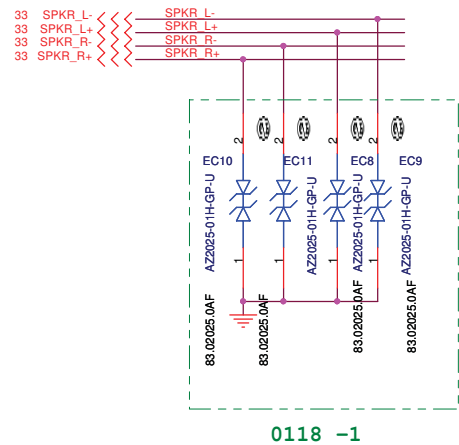 33 SPKR_L- SPKR_L-
33 SPKR_L+ SPKR_L+
33 SPKR_R- SPKR_R-
33 SPKR_R+ SPKR_R+
2 2 2 2
EC10 EC11 EC8 EC9
AZ2025-01H-GP-U AZ2025-01H-GP-U AZ2025-01H-GP-U AZ2025-01H-GP-U
1 1 1 1
83.02025.0AF 83.02025.0AF 83.02025.0AF 83.02025.0AF
0118 -1